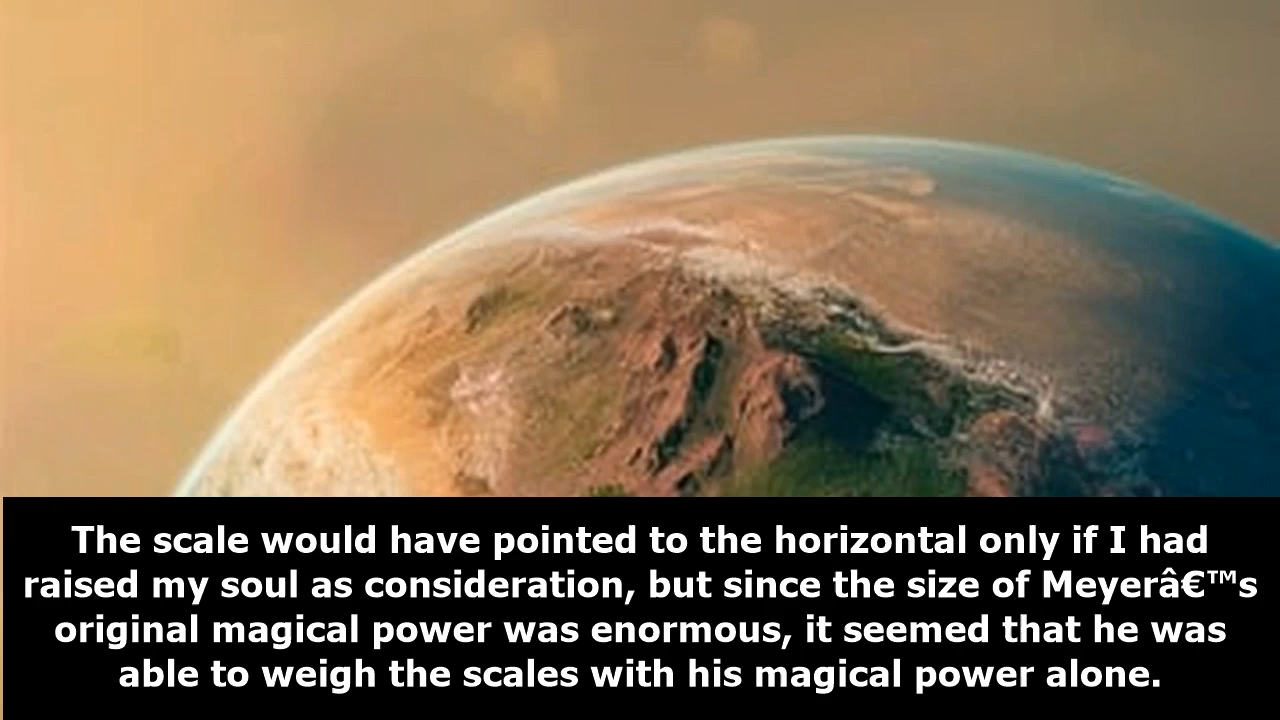 The scale would have pointed to the horizontal only if I had
raised my soul as consideration, but since the size of Meyerâ€™s
original magical power was enormous, it seemed that he was
able to weigh the scales with his magical power alone.